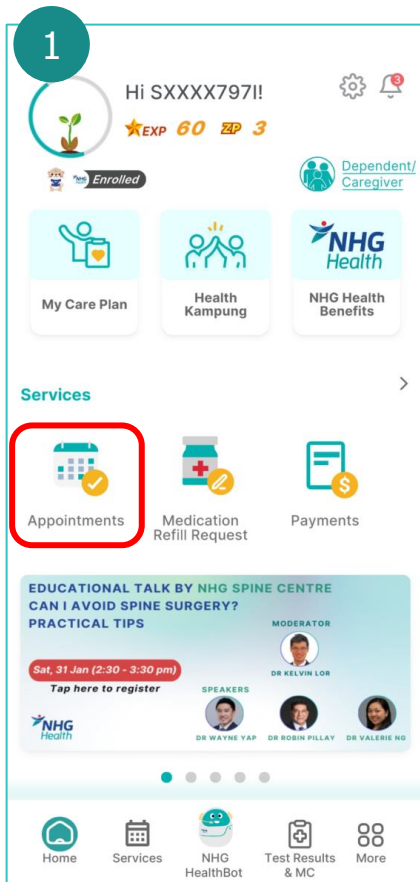 1
Hi SXXXX797I!
3
EXP 60 ZP 3
NHG Enrolled
Dependent/
Caregiver
My Care Plan
Health
Kampung
NHG
Health
NHG Health
Benefits
Services
Appointments
Medication
Refill Request
Payments
EDUCATIONAL TALK BY NHG SPINE CENTRE
CAN I AVOID SPINE SURGERY?
PRACTICAL TIPS
MODERATOR
DR KELVIN LOR
Sat, 31 Jan (2:30 - 3:30 pm)
Tap here to register
SPEAKERS
NHG
Health
DR WAYNE YAP
DR ROBIN PILLAY
DR VALERIE NG
Home
Services
NHG
HealthBot
Test Results
& MC
More